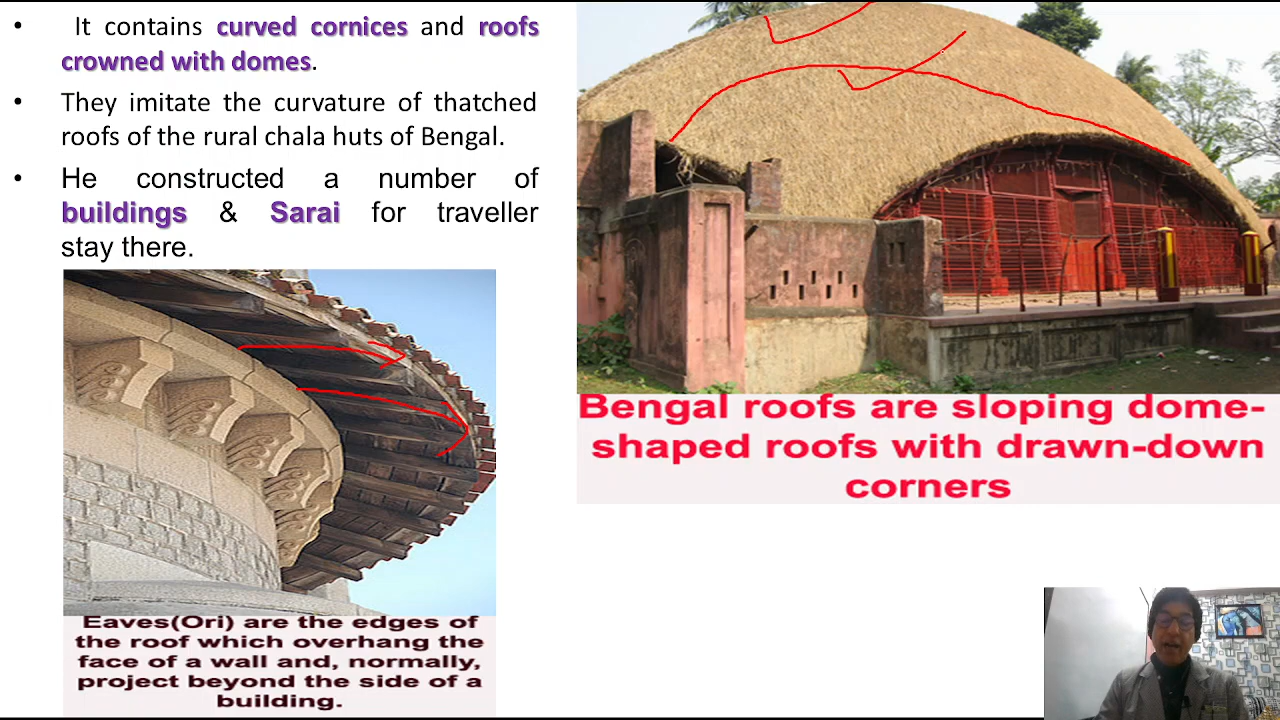 • It contains curved cornices and roofs
crowned with domes.
• They imitate the curvature of thatched
roofs of the rural chala huts of Bengal.
• He constructed a number of
buildings & Sarai for traveller
stay there.
Eaves(Ori) are the edges of
the roof which overhang the
face of a wall and, normally,
project beyond the side of a
building.
Bengal roofs are sloping dome-
shaped roofs with drawn-down
corners